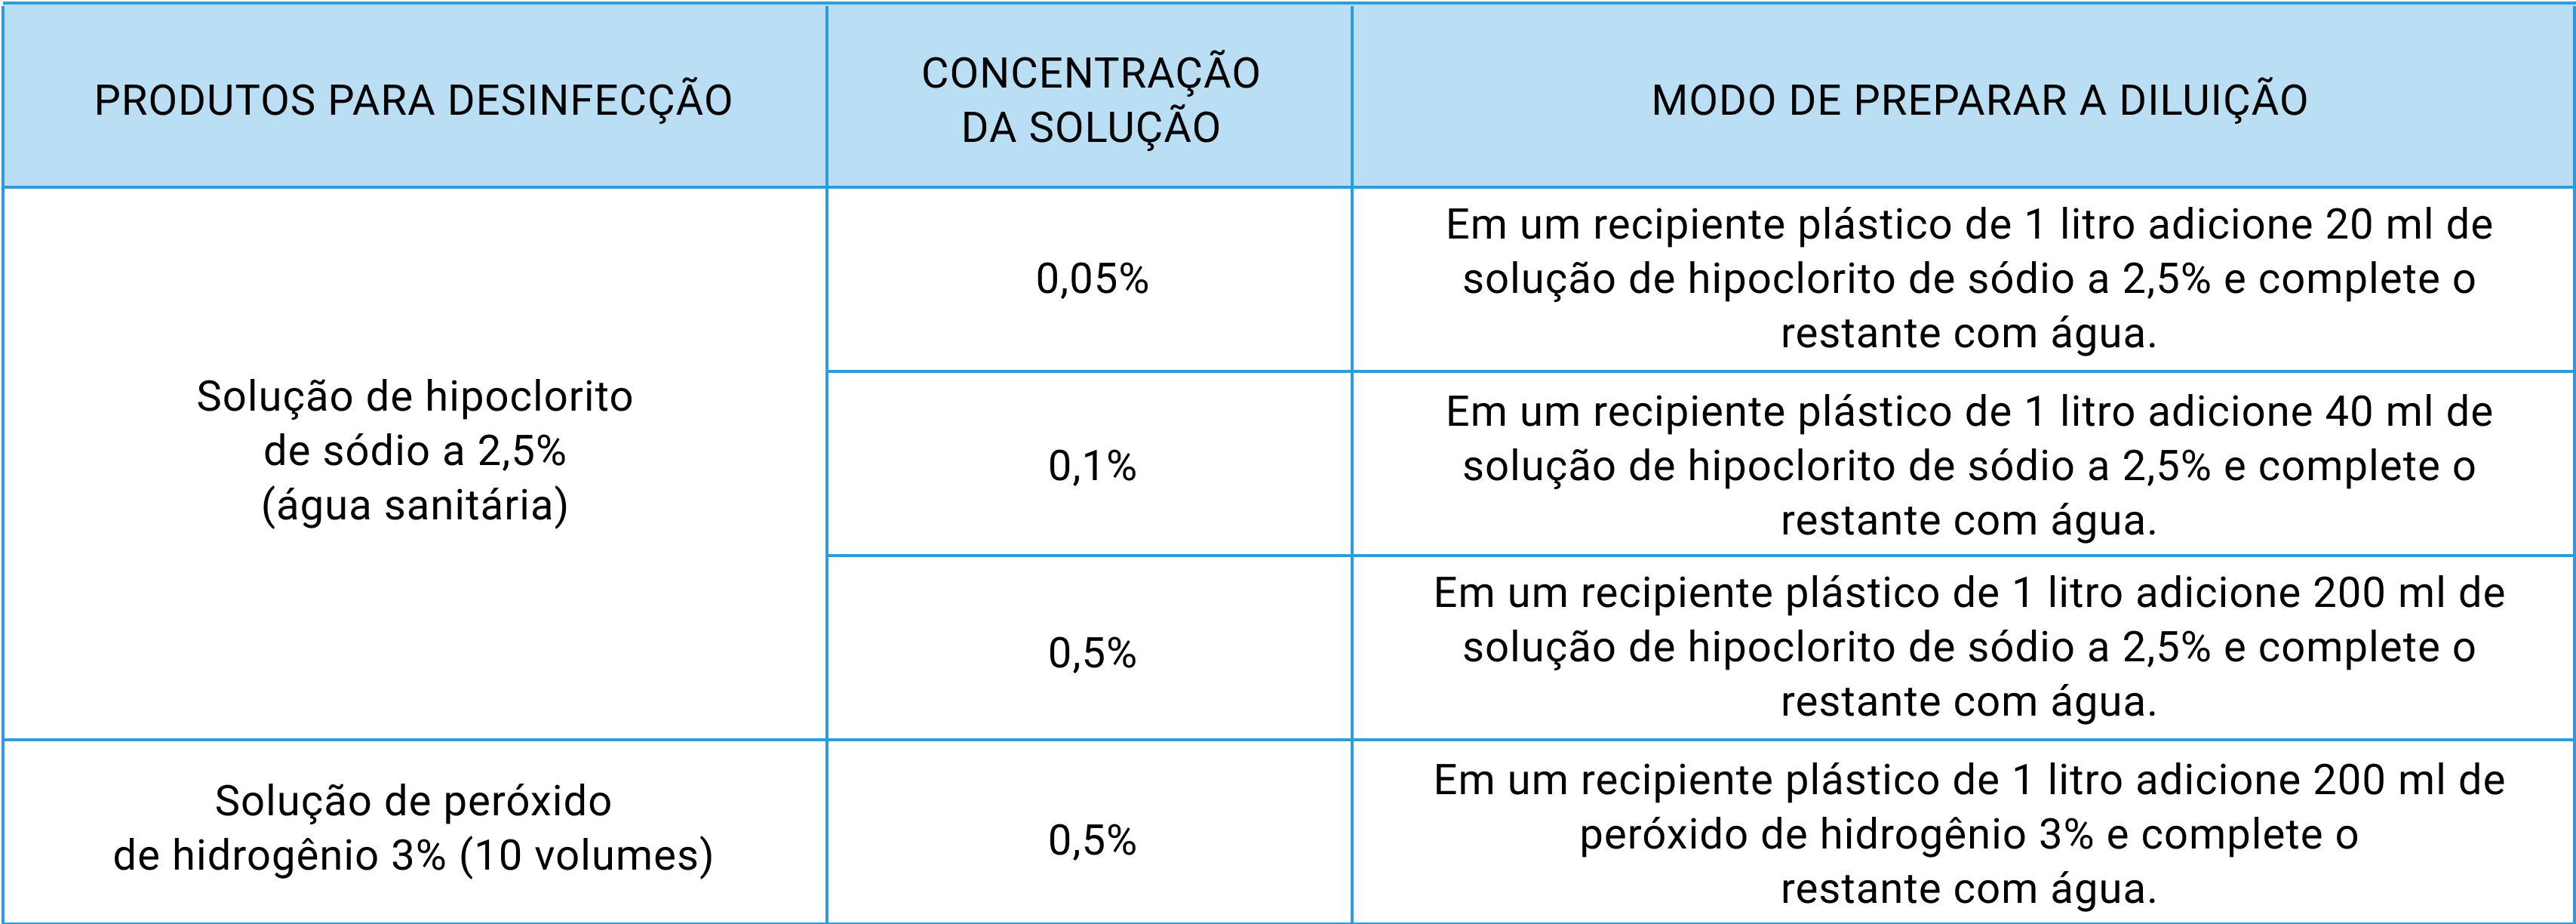 PRODUTOS PARA DESINFECÇÃO
CONCENTRAÇÃO
DA SOLUÇÃO
MODO DE PREPARAR A DILUIÇÃO
Solução de hipoclorito
de sódio a 2,5%
(água sanitária)
0,05%
Em um recipiente plástico de 1 litro adicione 20 ml de
solução de hipoclorito de sódio a 2,5% e complete o
restante com água.
0,1%
Em um recipiente plástico de 1 litro adicione 40 ml de
solução de hipoclorito de sódio a 2,5% e complete o
restante com água.
0,5%
Em um recipiente plástico de 1 litro adicione 200 ml de
solução de hipoclorito de sódio a 2,5% e complete o
restante com água.
Solução de peróxido
de hidrogênio 3% (10 volumes)
0,5%
Em um recipiente plástico de 1 litro adicione 200 ml de
peróxido de hidrogênio 3% e complete o
restante com água.